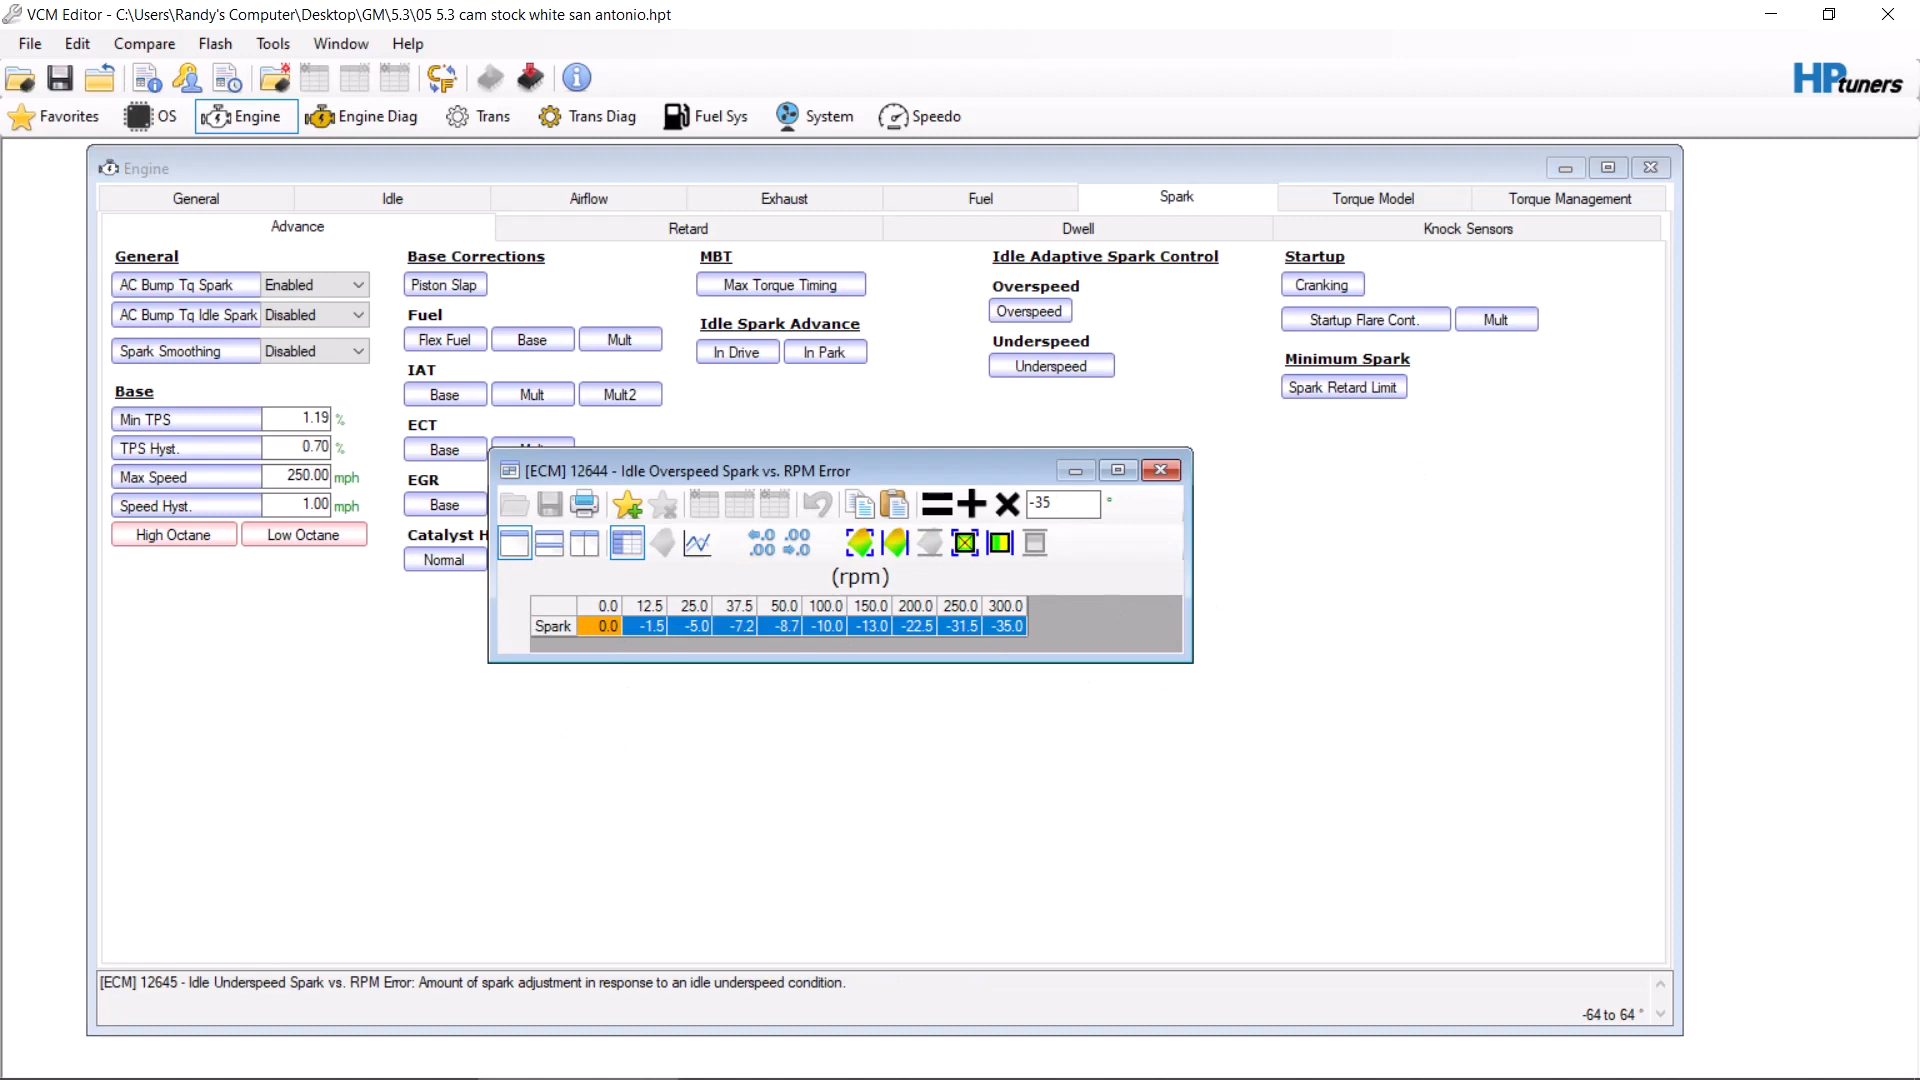 VCM Editor - C:\Users\Randy's Computer\Desktop\GM\5.3\05 5.3 cam stock white san antonio.hpt
File Edit Compare Flash Tools Window Help
HPtuners
Favorites OS Engine Engine Diag Trans Trans Diag Fuel Sys System Speedo
Engine
General Idle Airflow Exhaust Fuel Spark Torque Model Torque Management
Advance Retard Dwell Knock Sensors
General
AC Bump Tq Spark Enabled
AC Bump Tq Idle Spark Disabled
Spark Smoothing Disabled
Base
Min TPS 1.19 %
TPS Hyst. 0.70 %
Max Speed 250.00 mph
Speed Hyst. 1.00 mph
High Octane Low Octane
Base Corrections
Piston Slap
Fuel
Flex Fuel Base Mult
IAT
Base Mult Mult2
ECT
Base
EGR
Base
Catalyst H
Normal
MBT
Max Torque Timing
Idle Spark Advance
In Drive In Park
Idle Adaptive Spark Control
Overspeed
Overspeed
Underspeed
Underspeed
Startup
Cranking
Startup Flare Cont. Mult
Minimum Spark
Spark Retard Limit
[ECM] 12644 - Idle Overspeed Spark vs. RPM Error
-35 °
(rpm)
0.0 12.5 25.0 37.5 50.0 100.0 150.0 200.0 250.0 300.0
Spark 0.0 -1.5 -5.0 -7.2 -8.7 -10.0 -13.0 -22.5 -31.5 -35.0
[ECM] 12645 - Idle Underspeed Spark vs. RPM Error: Amount of spark adjustment in response to an idle underspeed condition.
-64 to 64 °